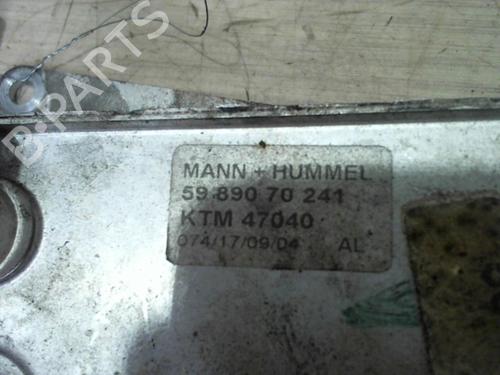 B-PARTS
MANN + HUMMEL
59 890 70 241
KTM 47040
074/17/09/04 AL